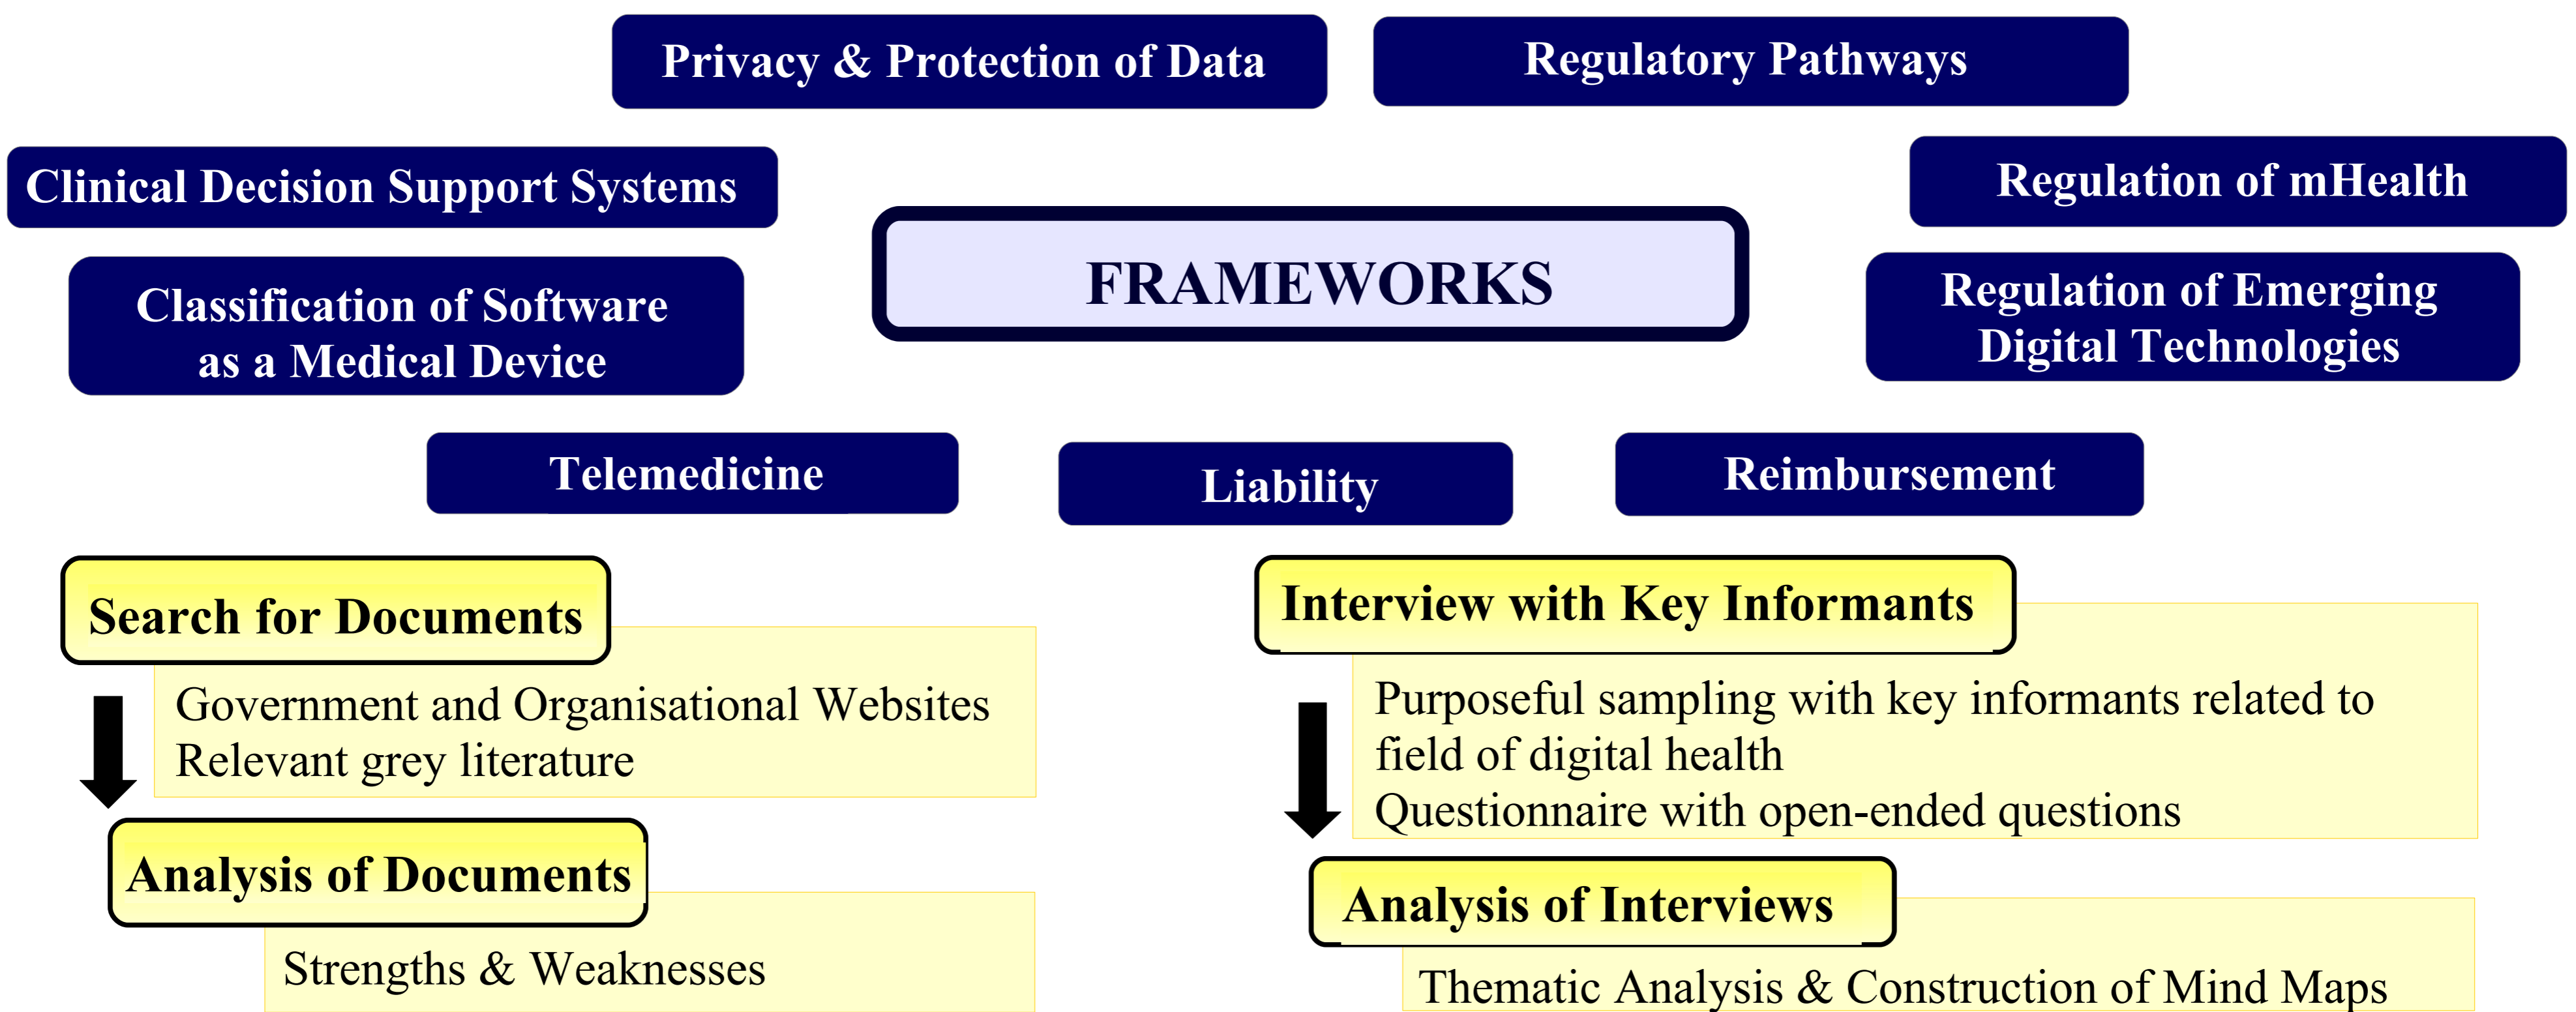 Privacy & Protection of Data
Regulatory Pathways
Clinical Decision Support Systems
Regulation of mHealth
FRAMEWORKS
Classification of Software
as a Medical Device
Regulation of Emerging
Digital Technologies
Telemedicine
Liability
Reimbursement
Search for Documents
Government and Organisational Websites
Relevant grey literature
Analysis of Documents
Strengths & Weaknesses
Interview with Key Informants
Purposeful sampling with key informants related to
field of digital health
Questionnaire with open-ended questions
Analysis of Interviews
Thematic Analysis & Construction of Mind Maps